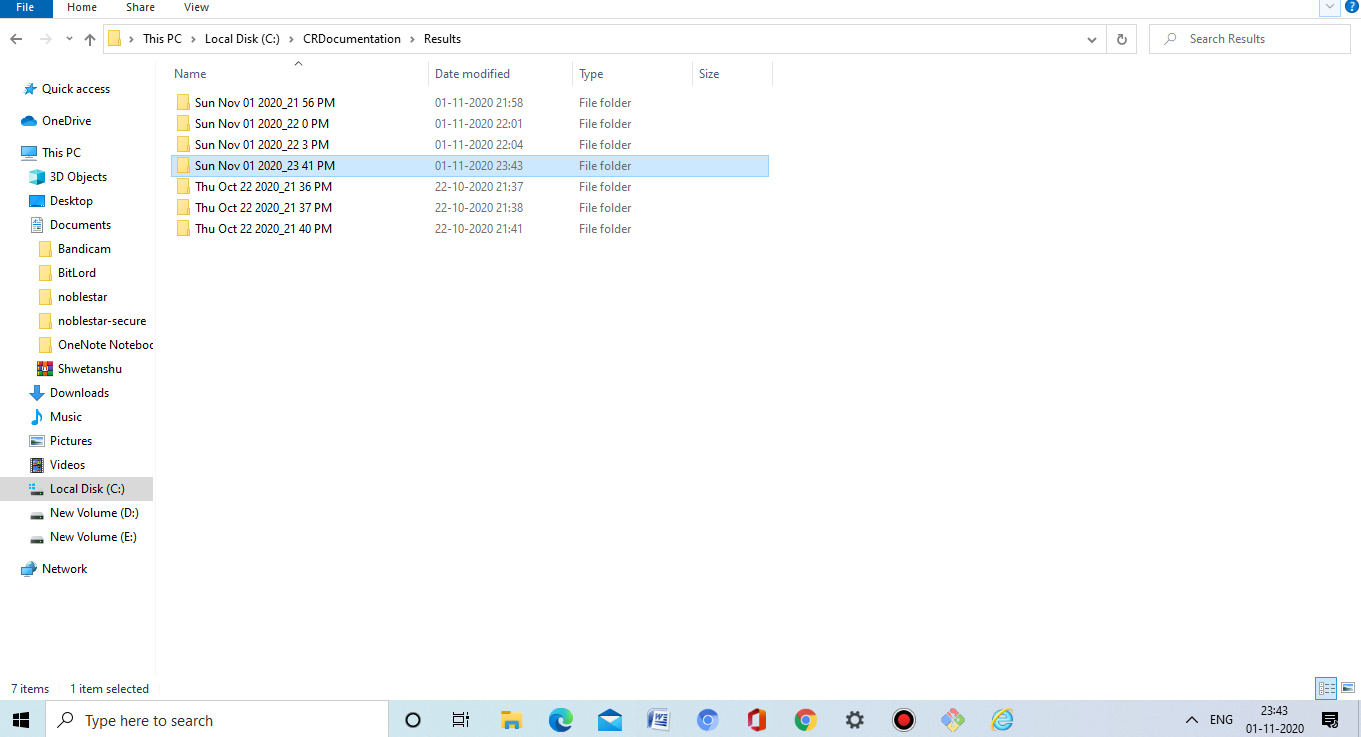 File Home Share View
This PC Local Disk (C:) CRDocumentation Results Search Results
Name Date modified Type Size
Sun Nov 01 2020_21 56 PM 01-11-2020 21:58 File folder
Sun Nov 01 2020_22 0 PM 01-11-2020 22:01 File folder
Sun Nov 01 2020_22 3 PM 01-11-2020 22:04 File folder
Sun Nov 01 2020_23 41 PM 01-11-2020 23:43 File folder
Thu Oct 22 2020_21 36 PM 22-10-2020 21:37 File folder
Thu Oct 22 2020_21 37 PM 22-10-2020 21:38 File folder
Thu Oct 22 2020_21 40 PM 22-10-2020 21:41 File folder
Quick access
OneDrive
This PC
3D Objects
Desktop
Documents
Bandicam
BitLord
noblestar
noblestar-secure
OneNote Noteboo
Shwetanshu
Downloads
Music
Pictures
Videos
Local Disk (C:)
New Volume (D:)
New Volume (E:)
Network
7 items 1 item selected
Type here to search
ENG
23:43
01-11-2020